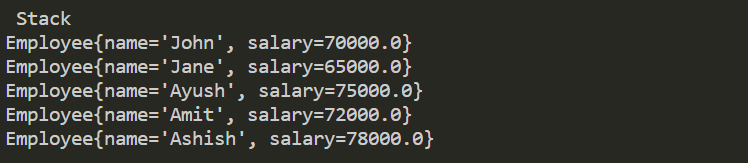 Stack
Employee{name='John', salary=70000.0}
Employee{name='Jane', salary=65000.0}
Employee{name='Ayush', salary=75000.0}
Employee{name='Amit', salary=72000.0}
Employee{name='Ashish', salary=78000.0}